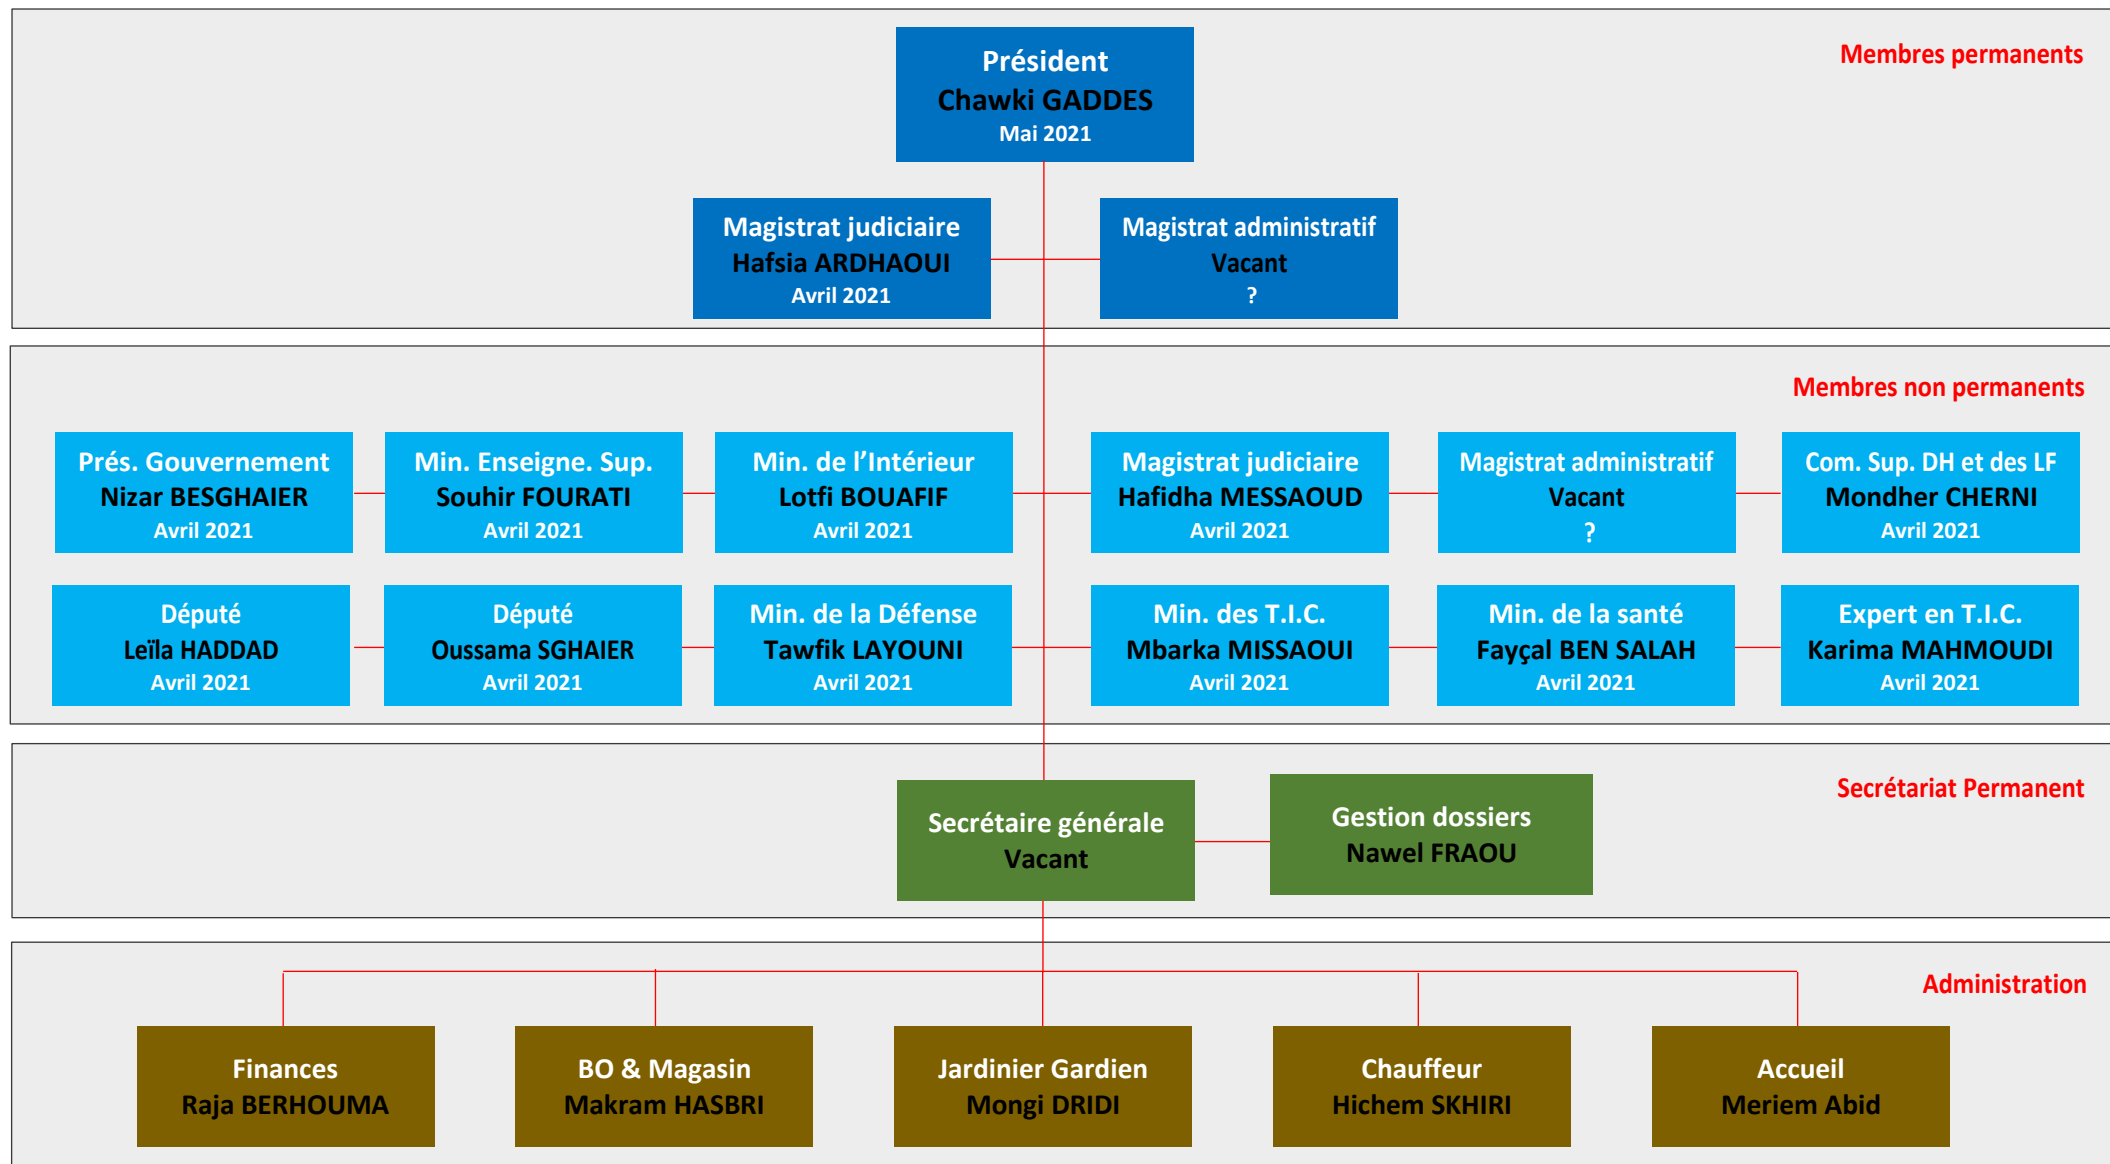 Membres permanents
Président
Chawki GADDES
Mai 2021
Magistrat judiciaire
Hafsia ARDHAOUI
Avril 2021
Magistrat administratif
Vacant
?
Membres non permanents
Prés. Gouvernement
Nizar BESGHAIER
Avril 2021
Min. Enseigne. Sup.
Souhir FOURATI
Avril 2021
Min. de l’Intérieur
Lotfi BOUAFIF
Avril 2021
Magistrat judiciaire
Hafidha MESSAOUD
Avril 2021
Magistrat administratif
Vacant
?
Com. Sup. DH et des LF
Mondher CHERNI
Avril 2021
Député
Leïla HADDAD
Avril 2021
Député
Oussama SGHAIER
Avril 2021
Min. de la Défense
Tawfik LAYOUNI
Avril 2021
Min. des T.I.C.
Mbarka MISSAOUI
Avril 2021
Min. de la santé
Fayçal BEN SALAH
Avril 2021
Expert en T.I.C.
Karima MAHMOUDI
Avril 2021
Secrétariat Permanent
Secrétaire générale
Vacant
Gestion dossiers
Nawel FRAOU
Administration
Finances
Raja BERHOUMA
BO & Magasin
Makram HASBRI
Jardinier Gardien
Mongi DRIDI
Chauffeur
Hichem SKHIRI
Accueil
Meriem Abid